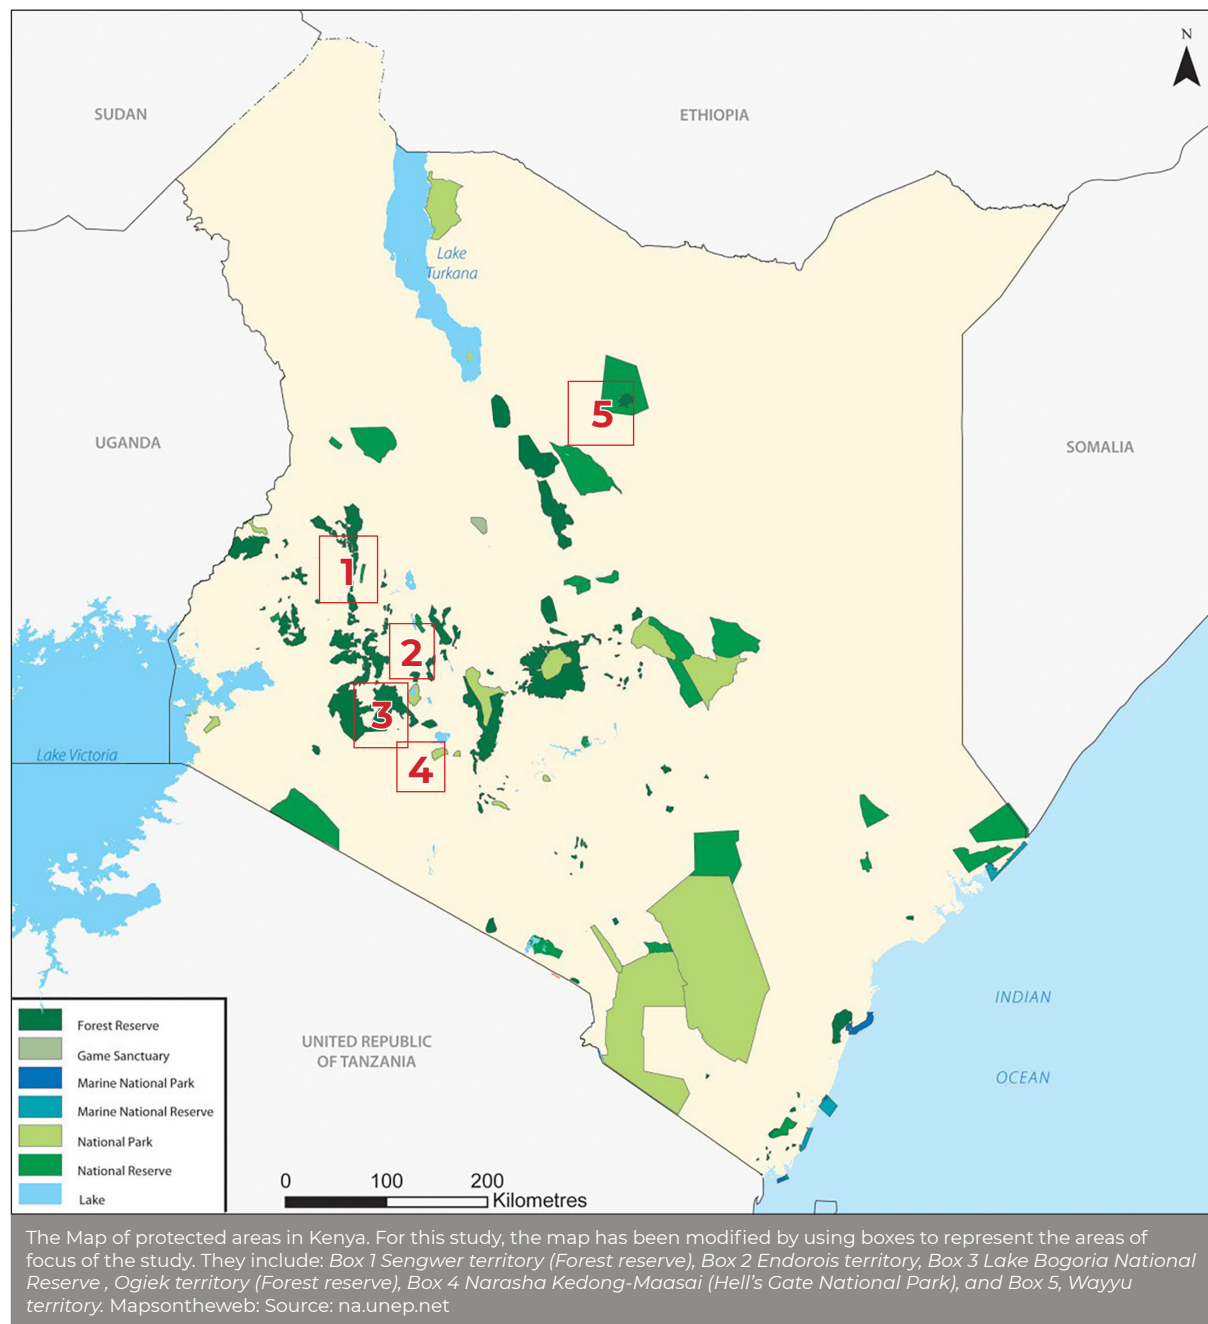 N
SUDAN
ETHIOPIA
Lake
Turkana
UGANDA
SOMALIA
5
1
2
3
4
Lake Victoria
INDIAN
OCEAN
UNITED REPUBLIC
OF TANZANIA
Forest Reserve
Game Sanctuary
Marine National Park
Marine National Reserve
National Park
National Reserve
Lake
0 100 200
Kilometres
The Map of protected areas in Kenya. For this study, the map has been modified by using boxes to represent the areas of
focus of the study. They include: Box 1 Sengwer territory (Forest reserve), Box 2 Endorois territory, Box 3 Lake Bogoria National
Reserve , Ogiek territory (Forest reserve), Box 4 Narasha Kedong-Maasai (Hell’s Gate National Park), and Box 5, Wayyu
territory. Mapsontheweb: Source: na.unep.net